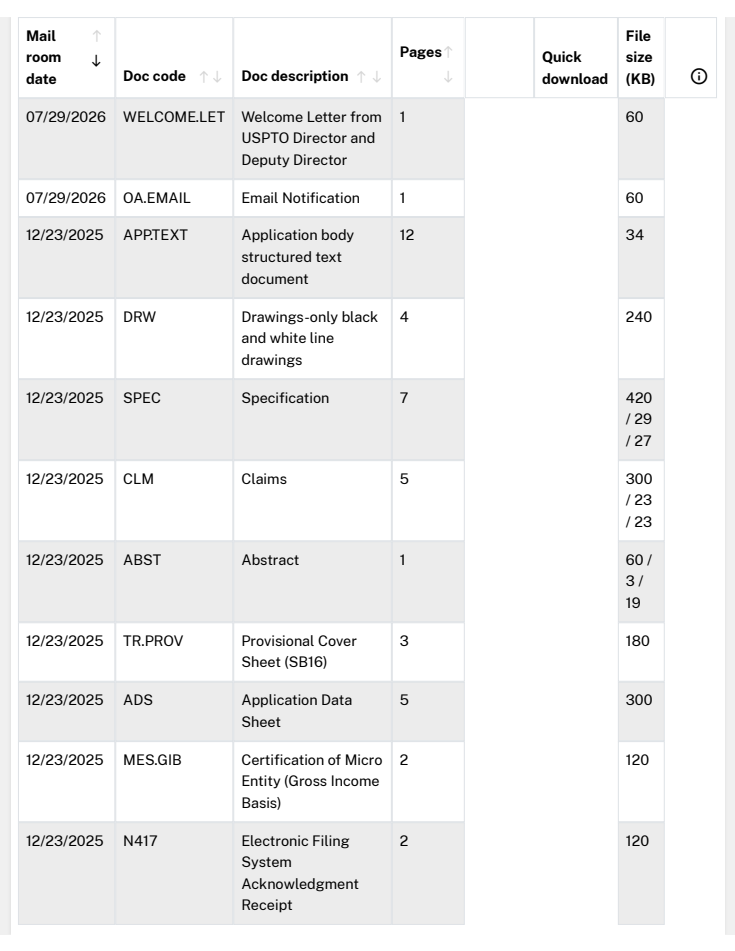 Mail room date ↑ ↓ Doc code ↑ ↓ Doc description ↑ ↓ Pages ↑ ↓ Quick download File size (KB)
07/29/2026 WELCOME.LET Welcome Letter from USPTO Director and Deputy Director 1 60
07/29/2026 OA.EMAIL Email Notification 1 60
12/23/2025 APP.TEXT Application body structured text document 12 34
12/23/2025 DRW Drawings-only black and white line drawings 4 240
12/23/2025 SPEC Specification 7 420 / 29 / 27
12/23/2025 CLM Claims 5 300 / 23 / 23
12/23/2025 ABST Abstract 1 60 / 3 / 19
12/23/2025 TR.PROV Provisional Cover Sheet (SB16) 3 180
12/23/2025 ADS Application Data Sheet 5 300
12/23/2025 MES.GIB Certification of Micro Entity (Gross Income Basis) 2 120
12/23/2025 N417 Electronic Filing System Acknowledgment Receipt 2 120